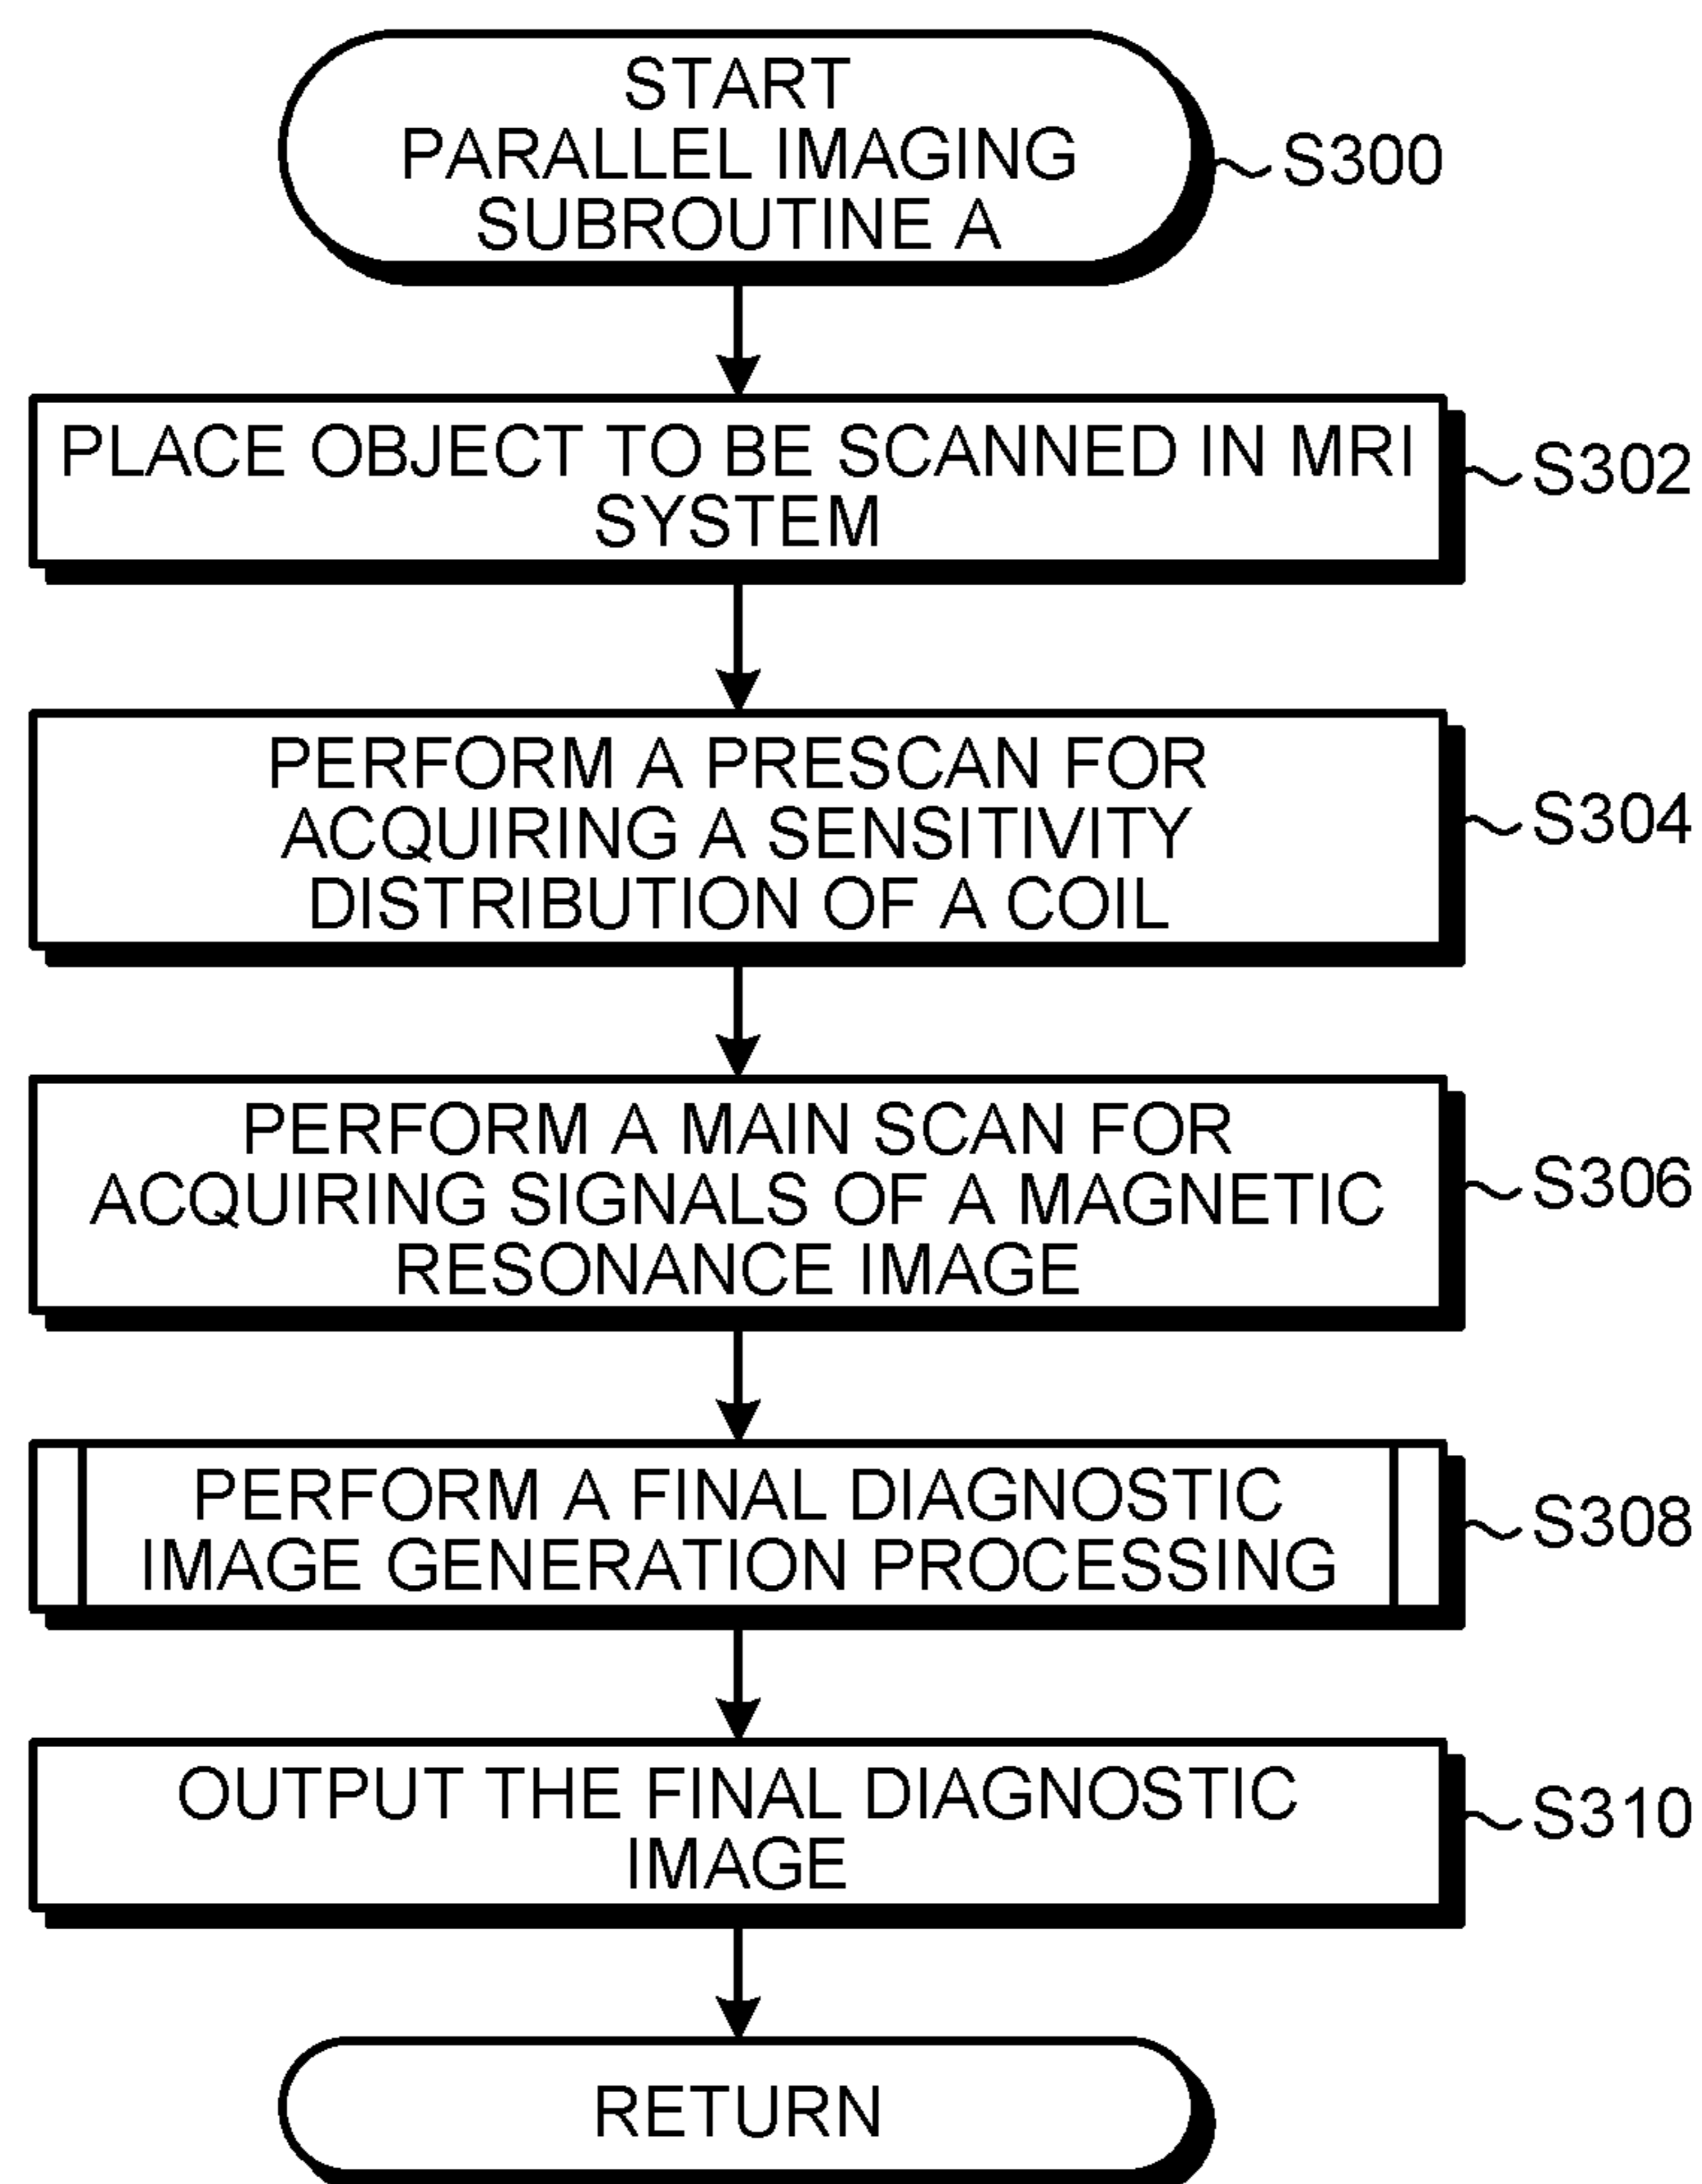 START
PARALLEL IMAGING
SUBROUTINE A
S300
PLACE OBJECT TO BE SCANNED IN MRI
SYSTEM
S302
PERFORM A PRESCAN FOR
ACQUIRING A SENSITIVITY
DISTRIBUTION OF A COIL
S304
PERFORM A MAIN SCAN FOR
ACQUIRING SIGNALS OF A MAGNETIC
RESONANCE IMAGE
S306
PERFORM A FINAL DIAGNOSTIC
IMAGE GENERATION PROCESSING
S308
OUTPUT THE FINAL DIAGNOSTIC
IMAGE
S310
RETURN